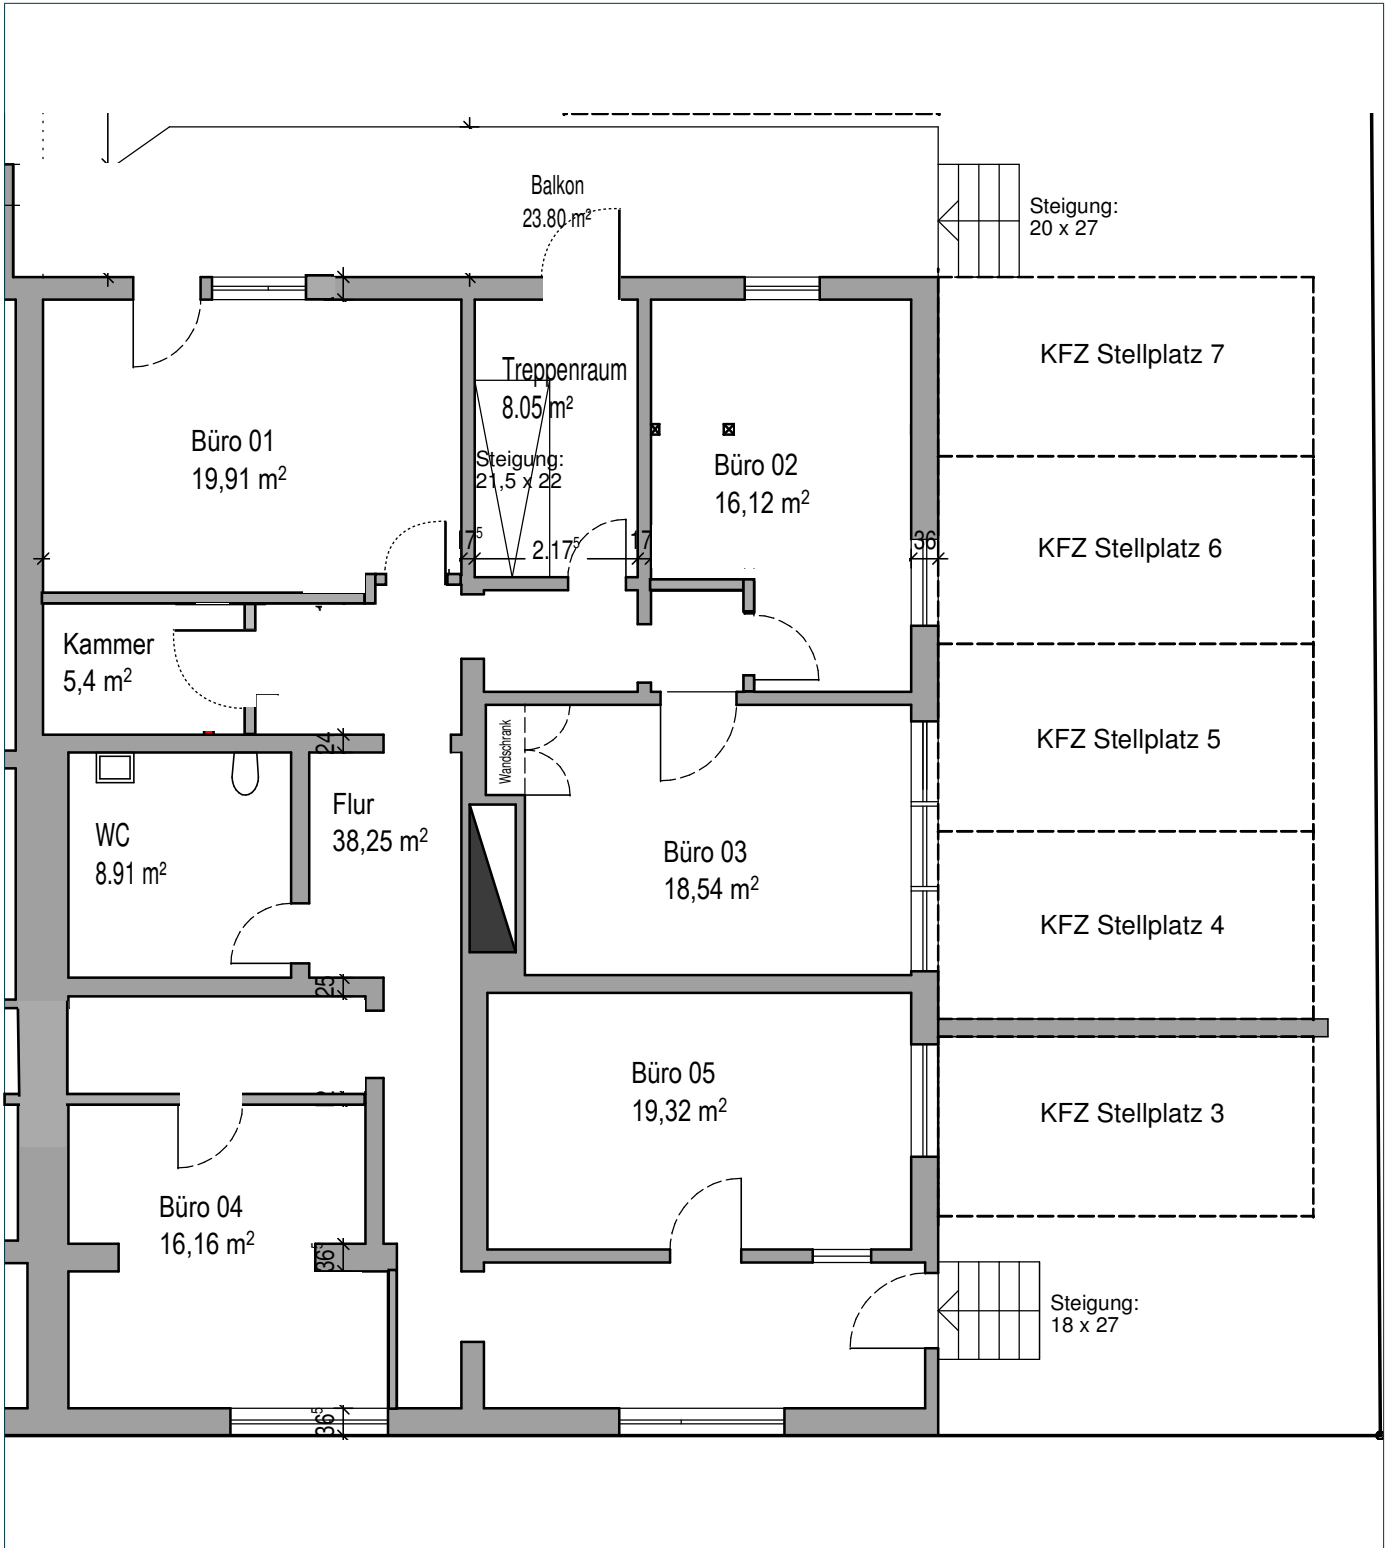 Balkon
23.80 m²
Steigung:
20 x 27
KFZ Stellplatz 7
Treppenraum
8.05 m²
Steigung:
21,5 x 22
Büro 01
19,91 m²
Büro 02
16,12 m²
7⁵
2.17⁵
17
36
KFZ Stellplatz 6
Kammer
5,4 m²
24
Wandschrank
KFZ Stellplatz 5
WC
8.91 m²
Flur
38,25 m²
Büro 03
18,54 m²
KFZ Stellplatz 4
25
Büro 05
19,32 m²
KFZ Stellplatz 3
Büro 04
16,16 m²
36⁵
Steigung:
18 x 27
36⁵